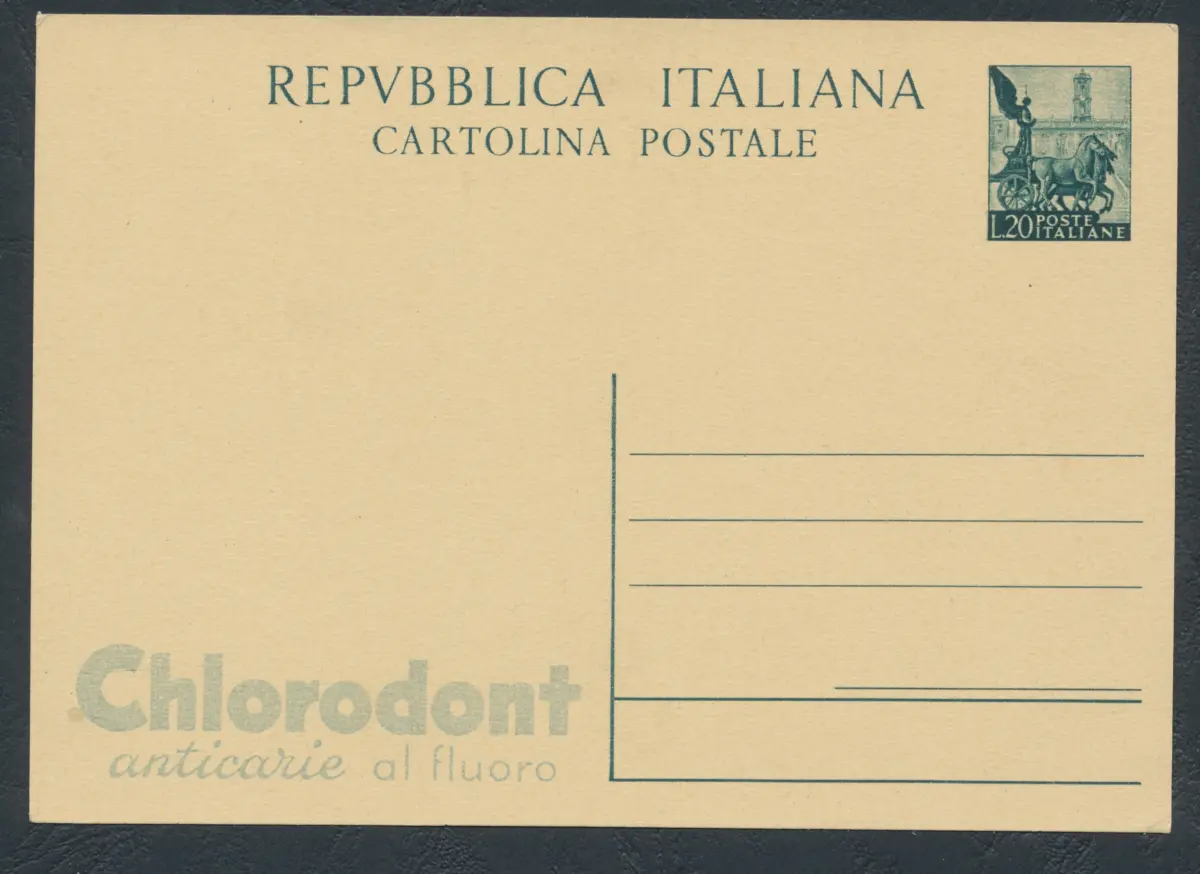 REPVBBLICA ITALIANA
CARTOLINA POSTALE
L.20 POSTE
ITALIANE
Chlorodont
anticarie al fluoro